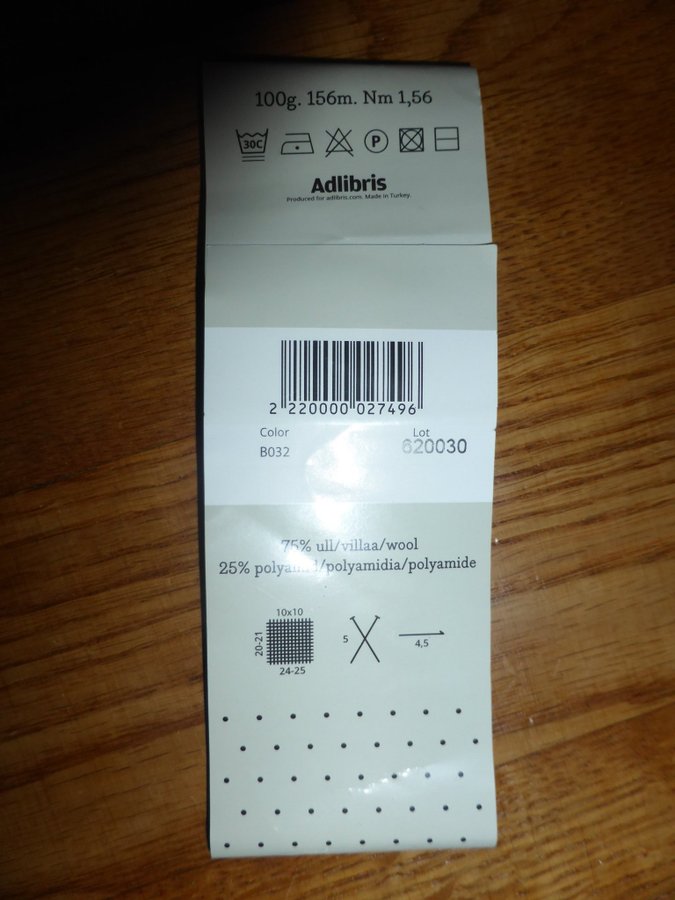 100g. 156m. Nm 1,56
30C P
Adlibris
Produced for adlibris.com. Made in Turkey.
2 220000 027496
Color Lot
B032 620030
75% ull/villaa/wool
25% polyamid/polyamidia/polyamide
10x10
20-21
24-25
5
4,5